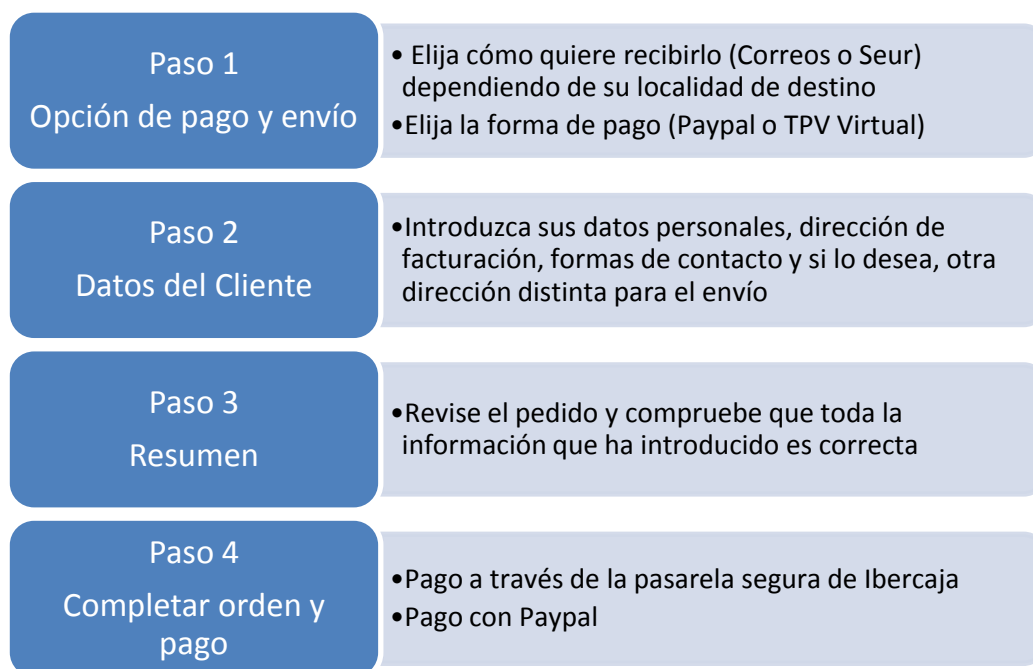 Paso 1
Opción de pago y envío
• Elija cómo quiere recibirlo (Correos o Seur)
dependiendo de su localidad de destino
•Elija la forma de pago (Paypal o TPV Virtual)
Paso 2
Datos del Cliente
•Introduzca sus datos personales, dirección de
facturación, formas de contacto y si lo desea, otra
dirección distinta para el envío
Paso 3
Resumen
•Revise el pedido y compruebe que toda la
información que ha introducido es correcta
Paso 4
Completar orden y
pago
•Pago a través de la pasarela segura de Ibercaja
•Pago con Paypal